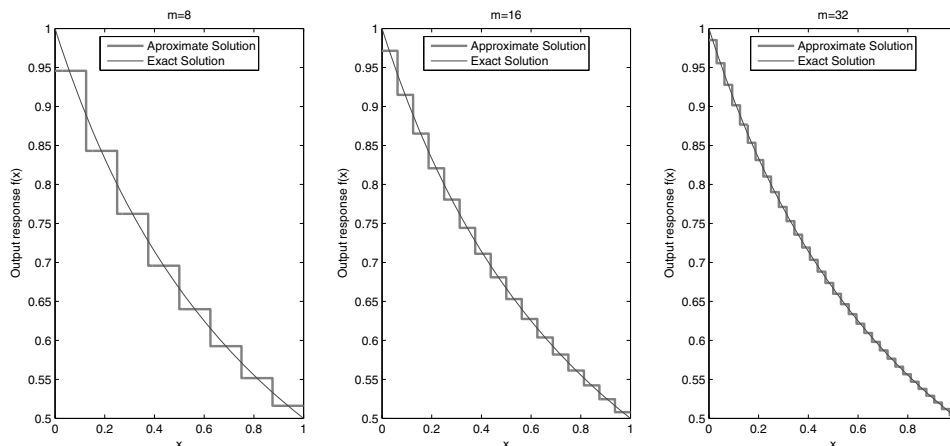 m=8
Aproximate Solution
Exact Solution
Output response f(x)
1
0.95
0.9
0.85
0.8
0.75
0.7
0.65
0.6
0.55
0.5
0 0.2 0.4 0.6 0.8 1
x
m=16
Approximate Solution
Exact Solution
Output response f(x)
1
0.95
0.9
0.85
0.8
0.75
0.7
0.65
0.6
0.55
0.5
0 0.2 0.4 0.6 0.8 1
x
m=32
Approximate Solution
Exact Solution
Output response f(x)
1
0.95
0.9
0.85
0.8
0.75
0.7
0.65
0.6
0.55
0.5
0 0.2 0.4 0.6 0.8
x